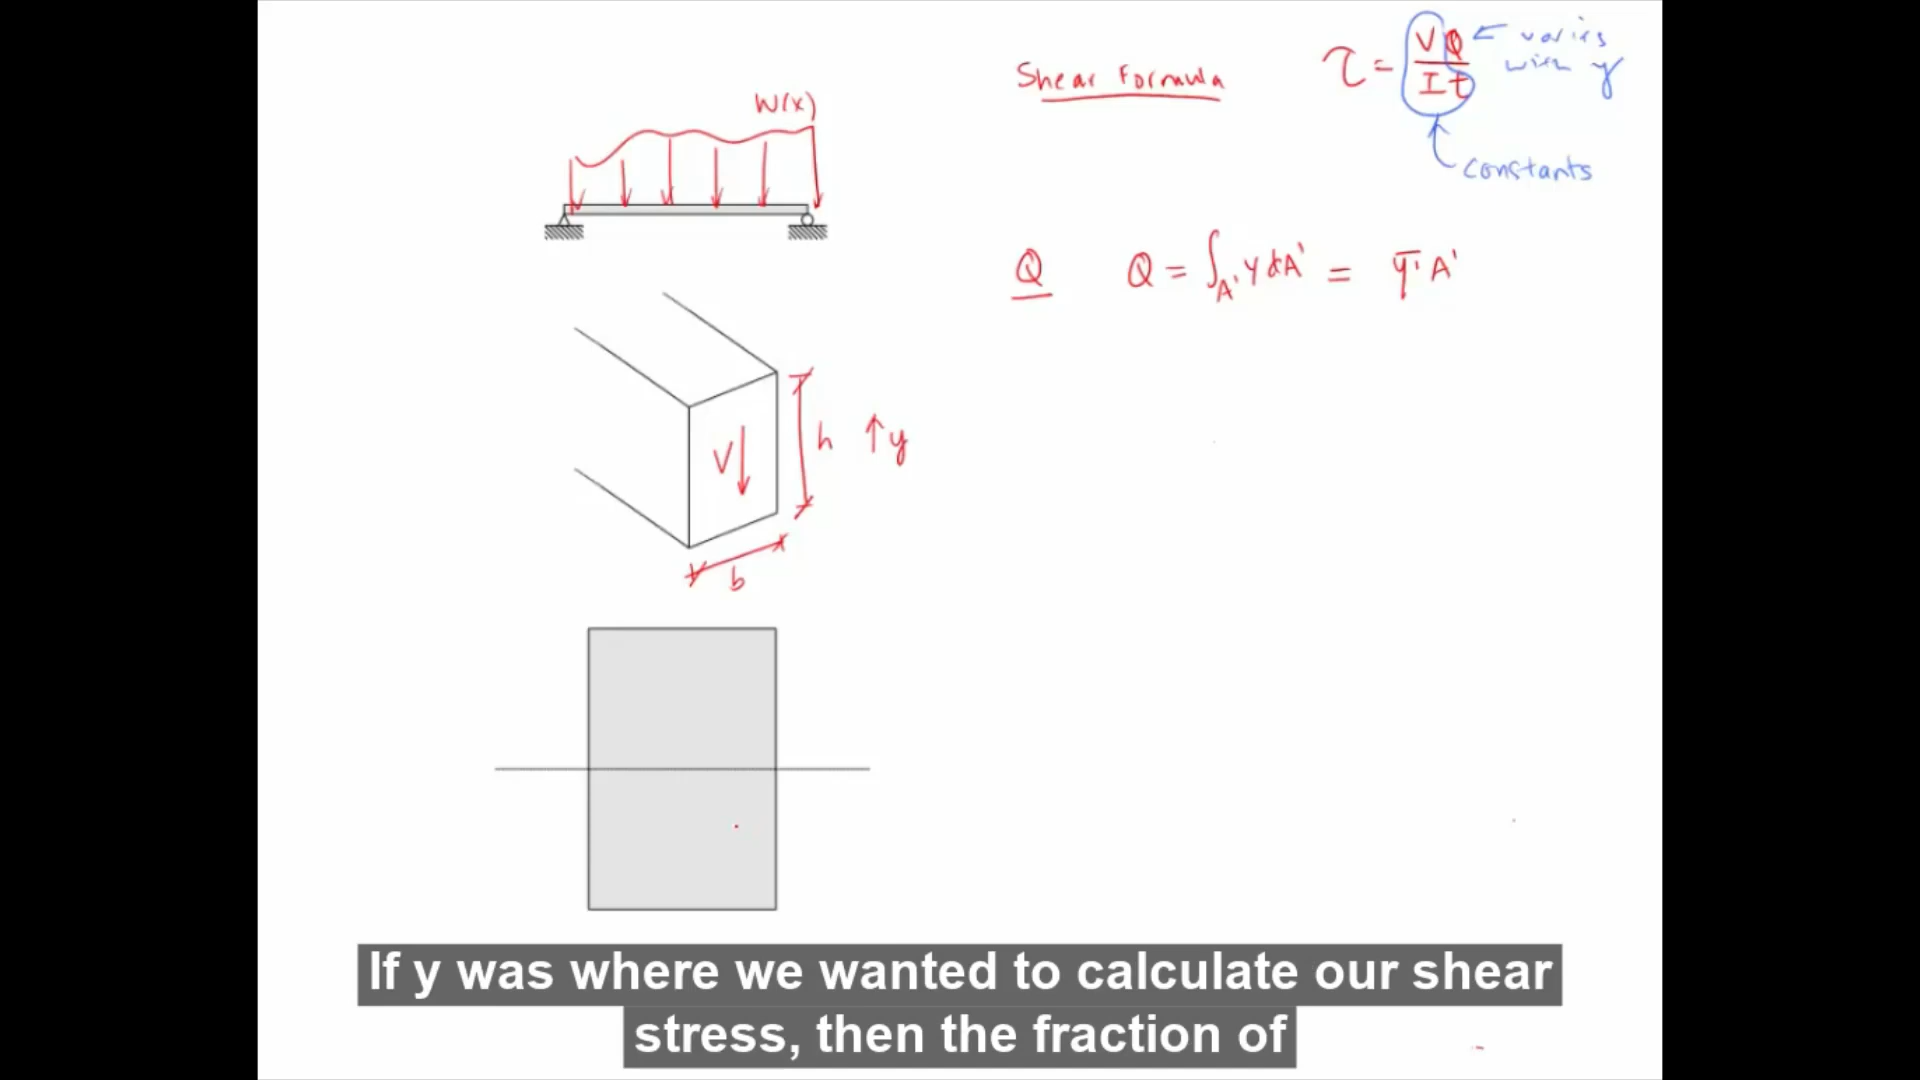 Shear Formula
τ = VQ / It
varies
with y
constants
W(x)
Q
Q = ∫A' y dA' = ȳ' A'
V
h
y
b
If y was where we wanted to calculate our shear
stress, then the fraction of